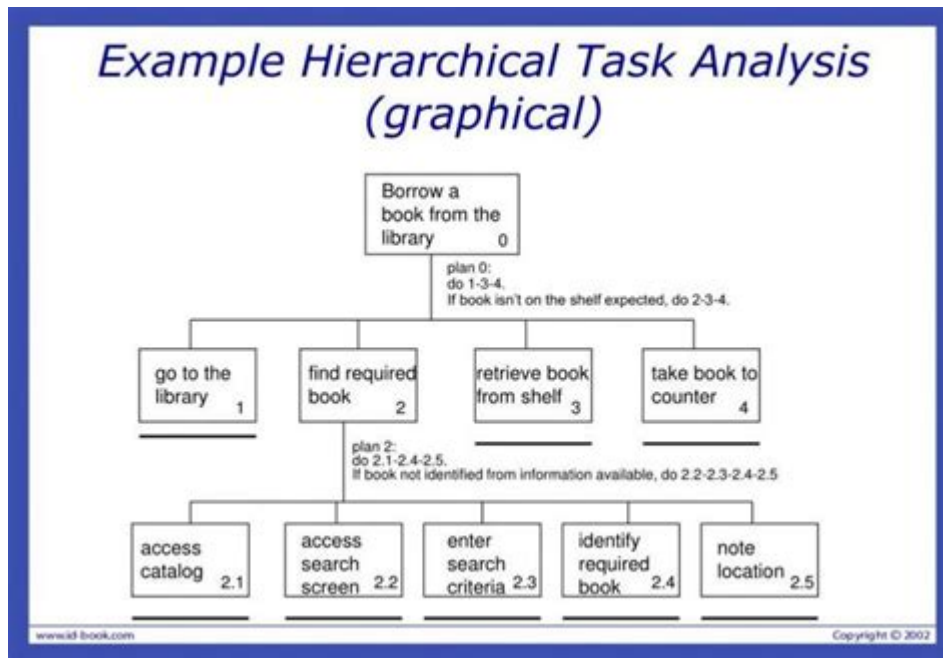 Example Hierarchical Task Analysis
(graphical)
Borrow a
book from the
library 0
plan 0:
do 1-3-4.
If book isn't on the shelf expected, do 2-3-4.
go to the
library 1
find required
book 2
retrieve book
from shelf 3
take book to
counter 4
plan 2:
do 2.1-2.4-2.5.
If book not identified from information available, do 2.2-2.3-2.4-2.5
access
catalog 2.1
access
search
screen 2.2
enter
search
criteria 2.3
identify
required
book 2.4
note
location 2.5
www.id-book.com
Copyright © 2002